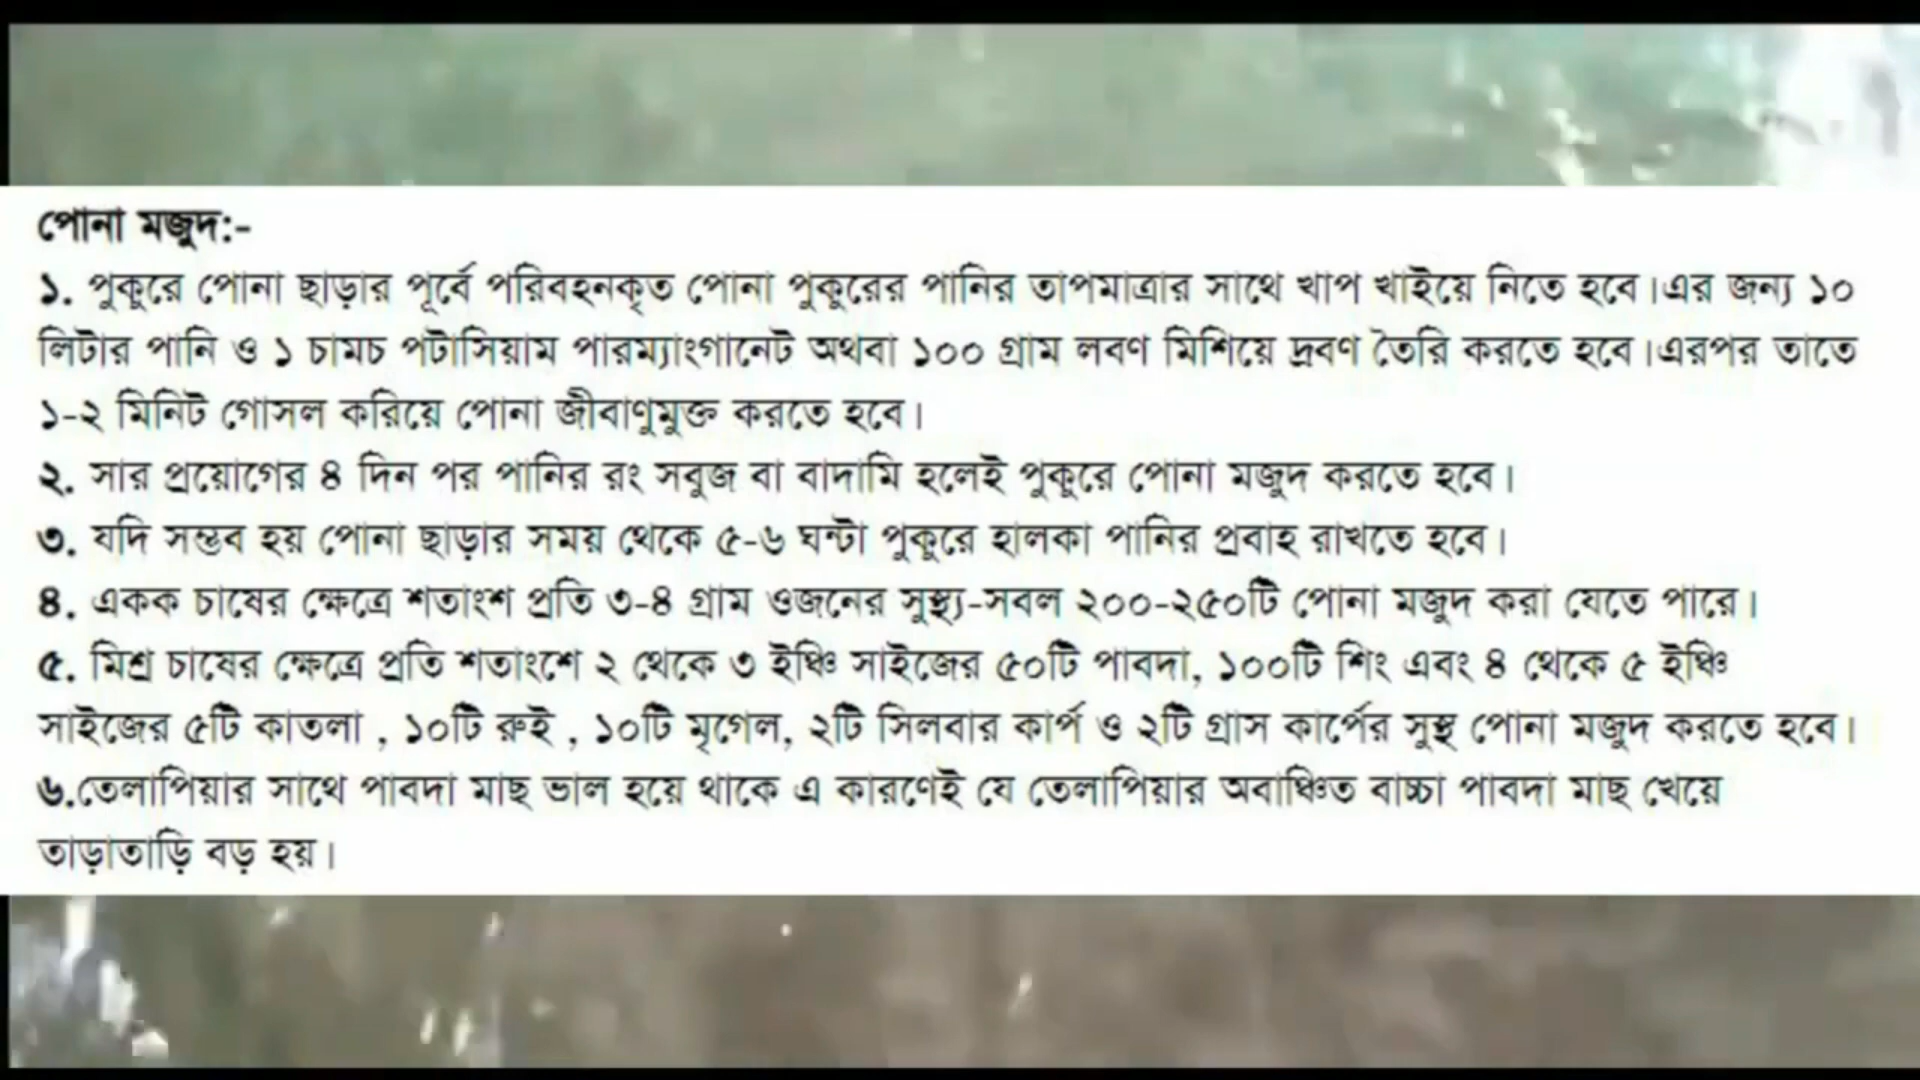 পোনা মজুদ:-
১. পুকুরে পোনা ছাড়ার পূর্বে পরিবহনকৃত পোনা পুকুরের পানির তাপমাত্রার সাথে খাপ খাইয়ে নিতে হবে।এর জন্য ১০
লিটার পানি ও ১ চামচ পটাসিয়াম পারম্যাংগানেট অথবা ১০০ গ্রাম লবণ মিশিয়ে দ্রবণ তৈরি করতে হবে।এরপর তাতে
১-২ মিনিট গোসল করিয়ে পোনা জীবাণুমুক্ত করতে হবে।
২. সার প্রয়োগের ৪ দিন পর পানির রং সবুজ বা বাদামি হলেই পুকুরে পোনা মজুদ করতে হবে।
৩. যদি সম্ভব হয় পোনা ছাড়ার সময় থেকে ৫-৬ ঘন্টা পুকুরে হালকা পানির প্রবাহ রাখতে হবে।
৪. একক চাষের ক্ষেত্রে শতাংশ প্রতি ৩-৪ গ্রাম ওজনের সুস্থ্য-সবল ২০০-২৫০টি পোনা মজুদ করা যেতে পারে।
৫. মিশ্র চাষের ক্ষেত্রে প্রতি শতাংশে ২ থেকে ৩ ইঞ্চি সাইজের ৫০টি পাবদা, ১০০টি শিং এবং ৪ থেকে ৫ ইঞ্চি
সাইজের ৫টি কাতলা , ১০টি রুই , ১০টি মৃগেল, ২টি সিলবার কার্প ও ২টি গ্রাস কার্পের সুস্থ পোনা মজুদ করতে হবে।
৬.তেলাপিয়ার সাথে পাবদা মাছ ভাল হয়ে থাকে এ কারণেই যে তেলাপিয়ার অবাঞ্চিত বাচ্চা পাবদা মাছ খেয়ে
তাড়াতাড়ি বড় হয়।